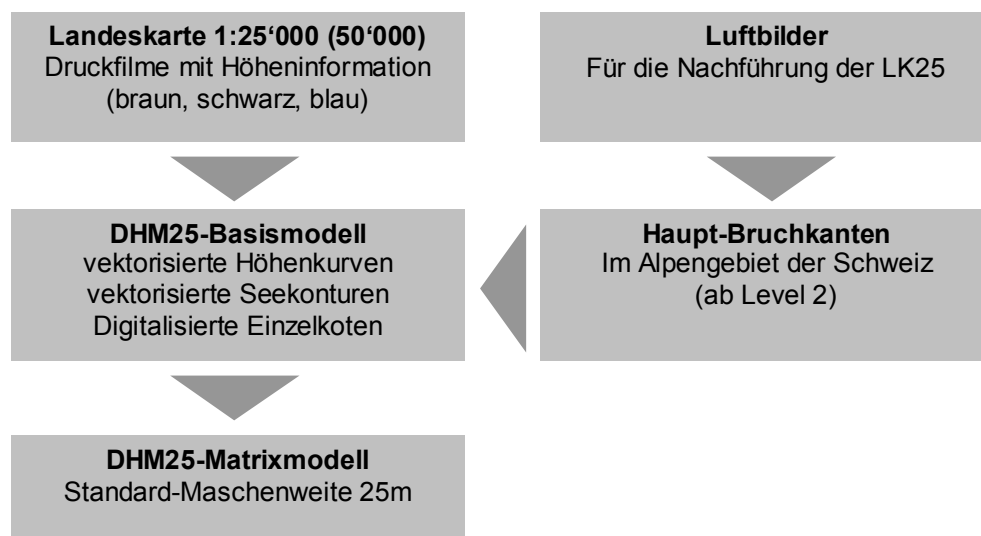 Landeskarte 1:25‘000 (50‘000)
Druckfilme mit Höheninformation
(braun, schwarz, blau)
Luftbilder
Für die Nachführung der LK25
DHM25-Basismodell
vektorisierte Höhenkurven
vektorisierte Seekonturen
Digitalisierte Einzelkoten
Haupt-Bruchkanten
Im Alpengebiet der Schweiz
(ab Level 2)
DHM25-Matrixmodell
Standard-Maschenweite 25m